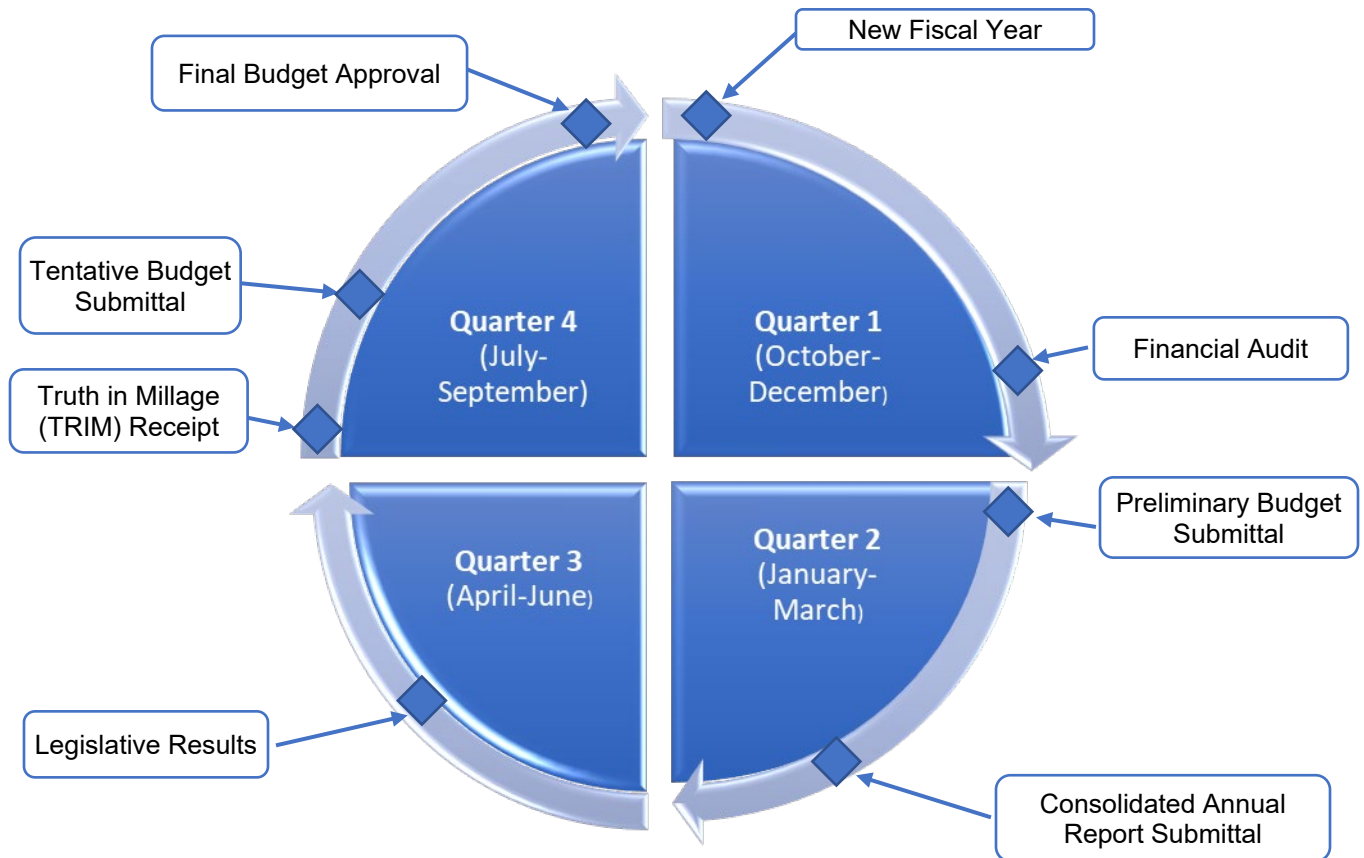 New Fiscal Year
Final Budget Approval
Tentative Budget
Submittal
Quarter 4
(July-
September)
Quarter 1
(October-
December)
Financial Audit
Truth in Millage
(TRIM) Receipt
Preliminary Budget
Submittal
Quarter 3
(April-June)
Quarter 2
(January-
March)
Legislative Results
Consolidated Annual
Report Submittal